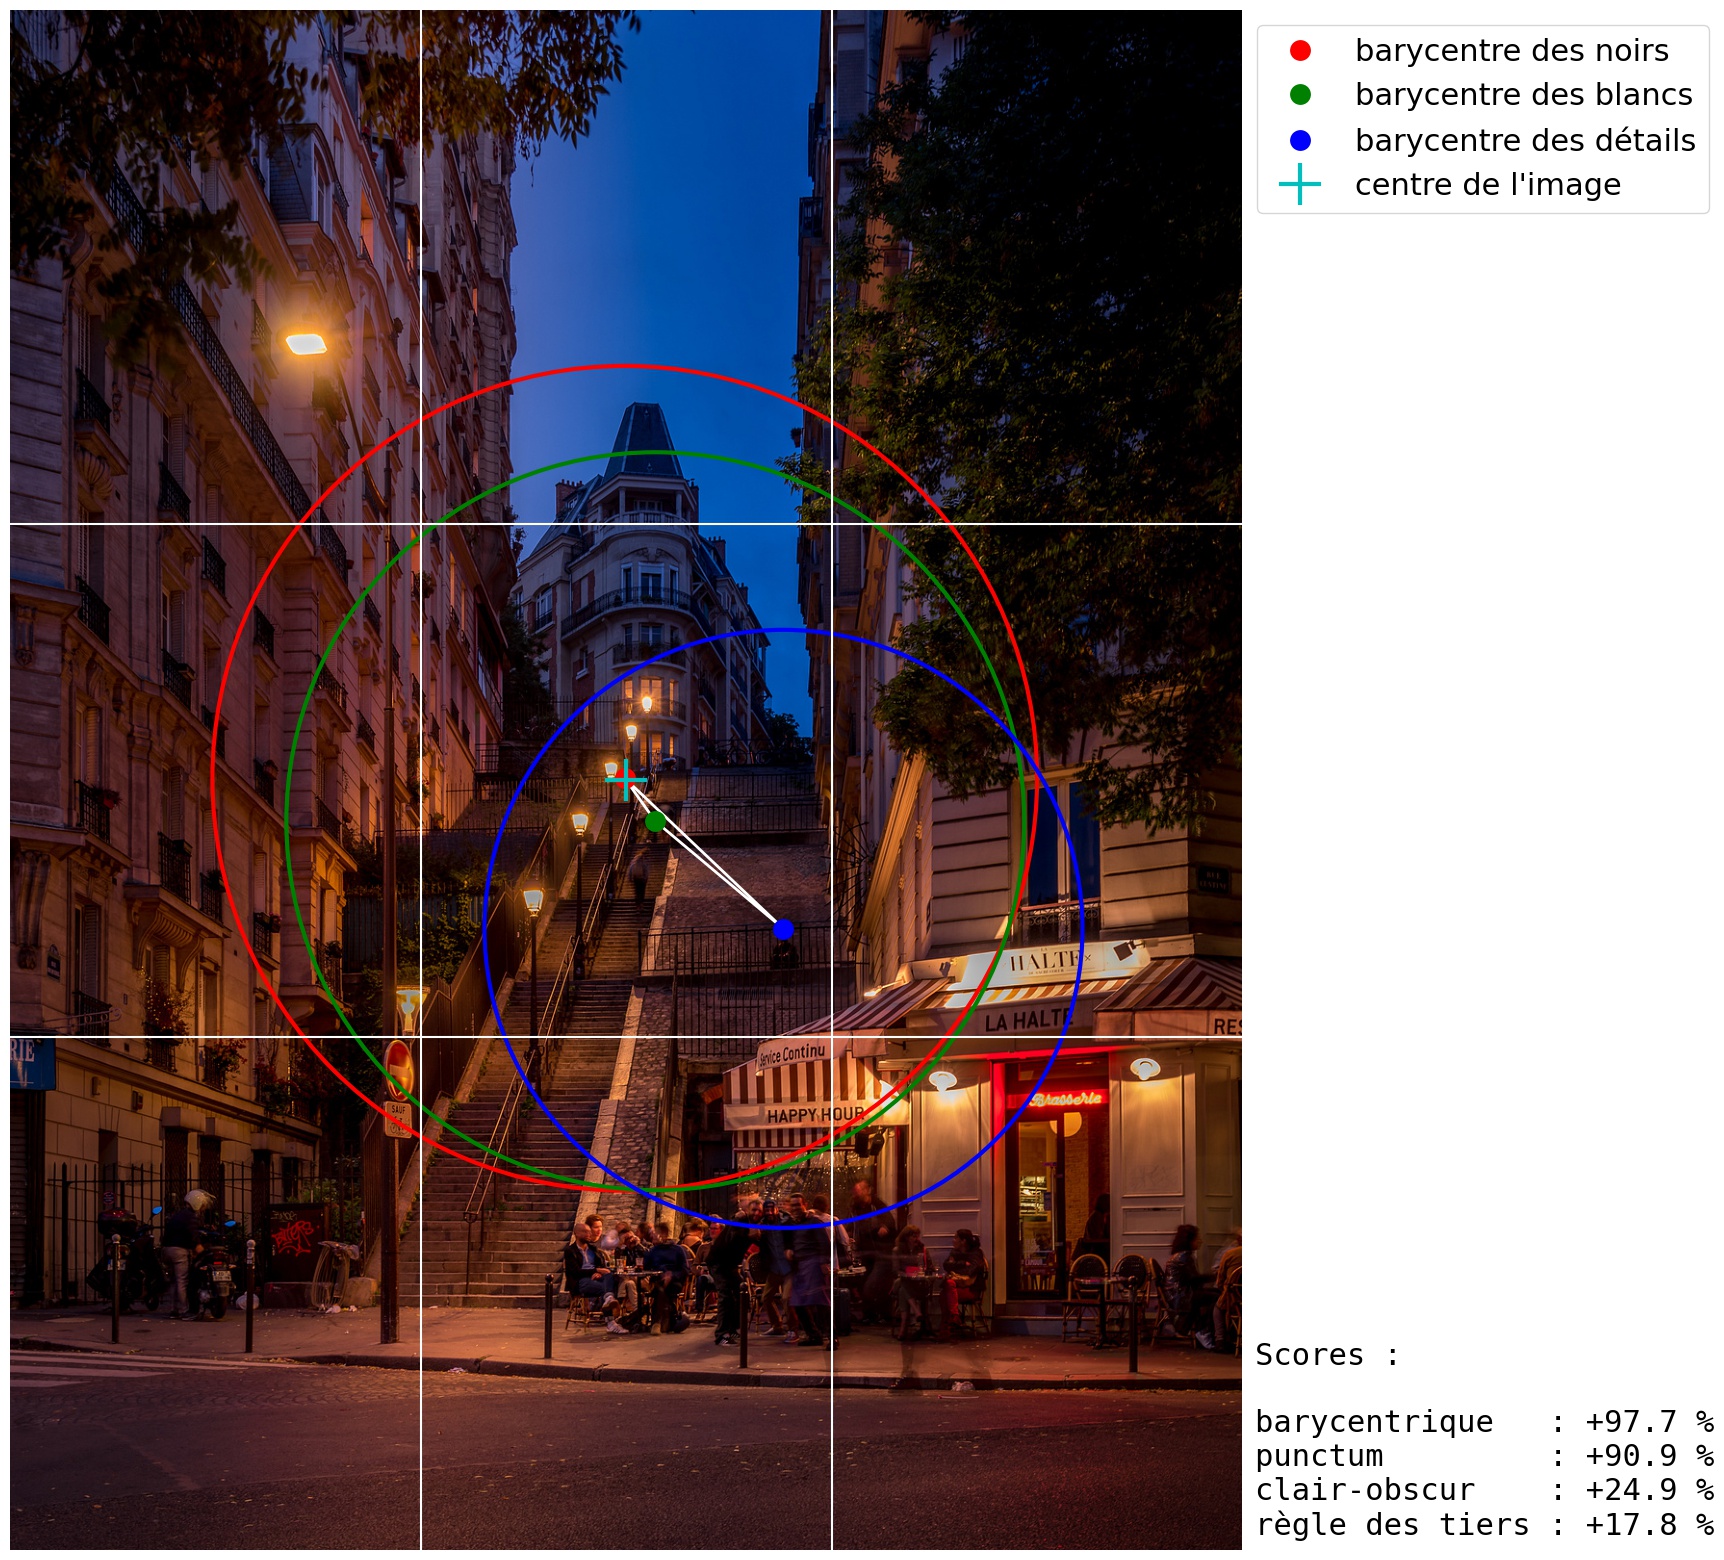 barycentre des noirs
barycentre des blancs
barycentre des détails
centre de l'image
HALTE
LA HALTE
RES
RIE
Service Continu
HAPPY HOUR
Brasserie
SAUF
Scores :
barycentrique : +97.7 %
punctum : +90.9 %
clair-obscur : +24.9 %
règle des tiers : +17.8 %